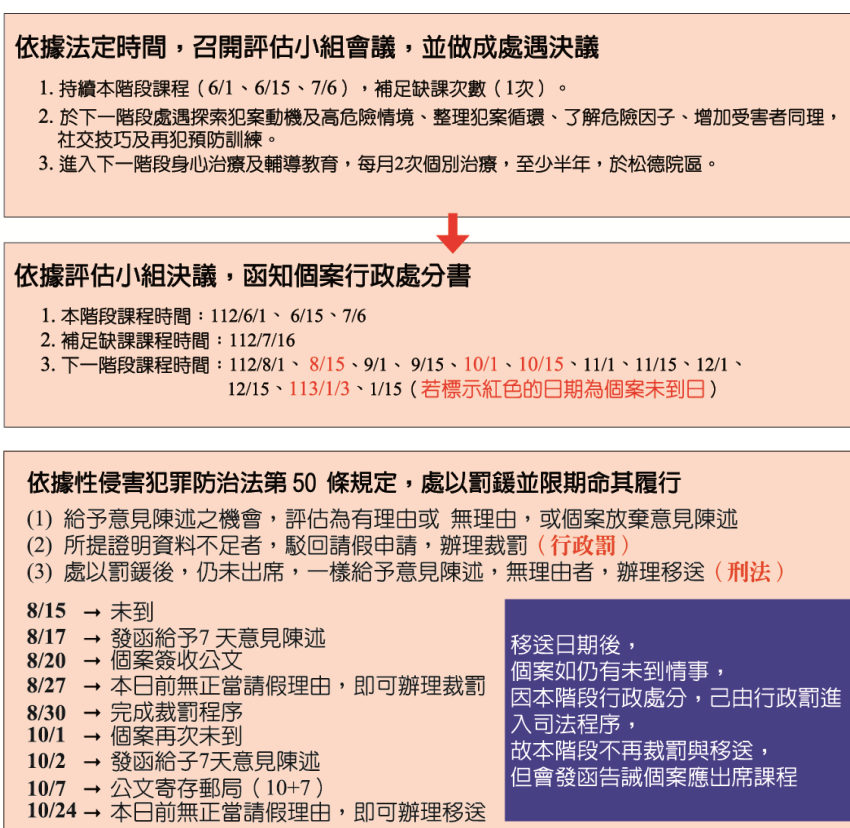 依據法定時間，召開評估小組會議，並做成處遇決議
1. 持續本階段課程（6/1、6/15、7/6），補足缺課次數（1次）。
2. 於下一階段處遇探索犯案動機及高危險情境、整理犯案循環、了解危險因子、增加受害者同理，
社交技巧及再犯預防訓練。
3. 進入下一階段身心治療及輔導教育，每月2次個別治療，至少半年，於松德院區。
依據評估小組決議，函知個案行政處分書
1. 本階段課程時間：112/6/1、 6/15、7/6
2. 補足缺課課程時間：112/7/16
3. 下一階段課程時間：112/8/1、 8/15、9/1、 9/15、10/1、10/15、11/1、11/15、12/1、
12/15、113/1/3、1/15（若標示紅色的日期為個案未到日）
依據性侵害犯罪防治法第 50 條規定，處以罰鍰並限期命其履行
(1) 給予意見陳述之機會，評估為有理由或 無理由，或個案放棄意見陳述
(2) 所提證明資料不足者，駁回請假申請，辦理裁罰（行政罰）
(3) 處以罰鍰後，仍未出席，一樣給予意見陳述，無理由者，辦理移送（刑法）
8/15 → 未到
8/17 → 發函給予7 天意見陳述
8/20 → 個案簽收公文
8/27 → 本日前無正當請假理由，即可辦理裁罰
8/30 → 完成裁罰程序
10/1 → 個案再次未到
10/2 → 發函給子7天意見陳述
10/7 → 公文寄存郵局（10+7）
10/24 → 本日前無正當請假理由，即可辦理移送
移送日期後，
個案如仍有未到情事，
因本階段行政處分，己由行政罰進
入司法程序，
故本階段不再裁罰與移送，
但會發函告誡個案應出席課程